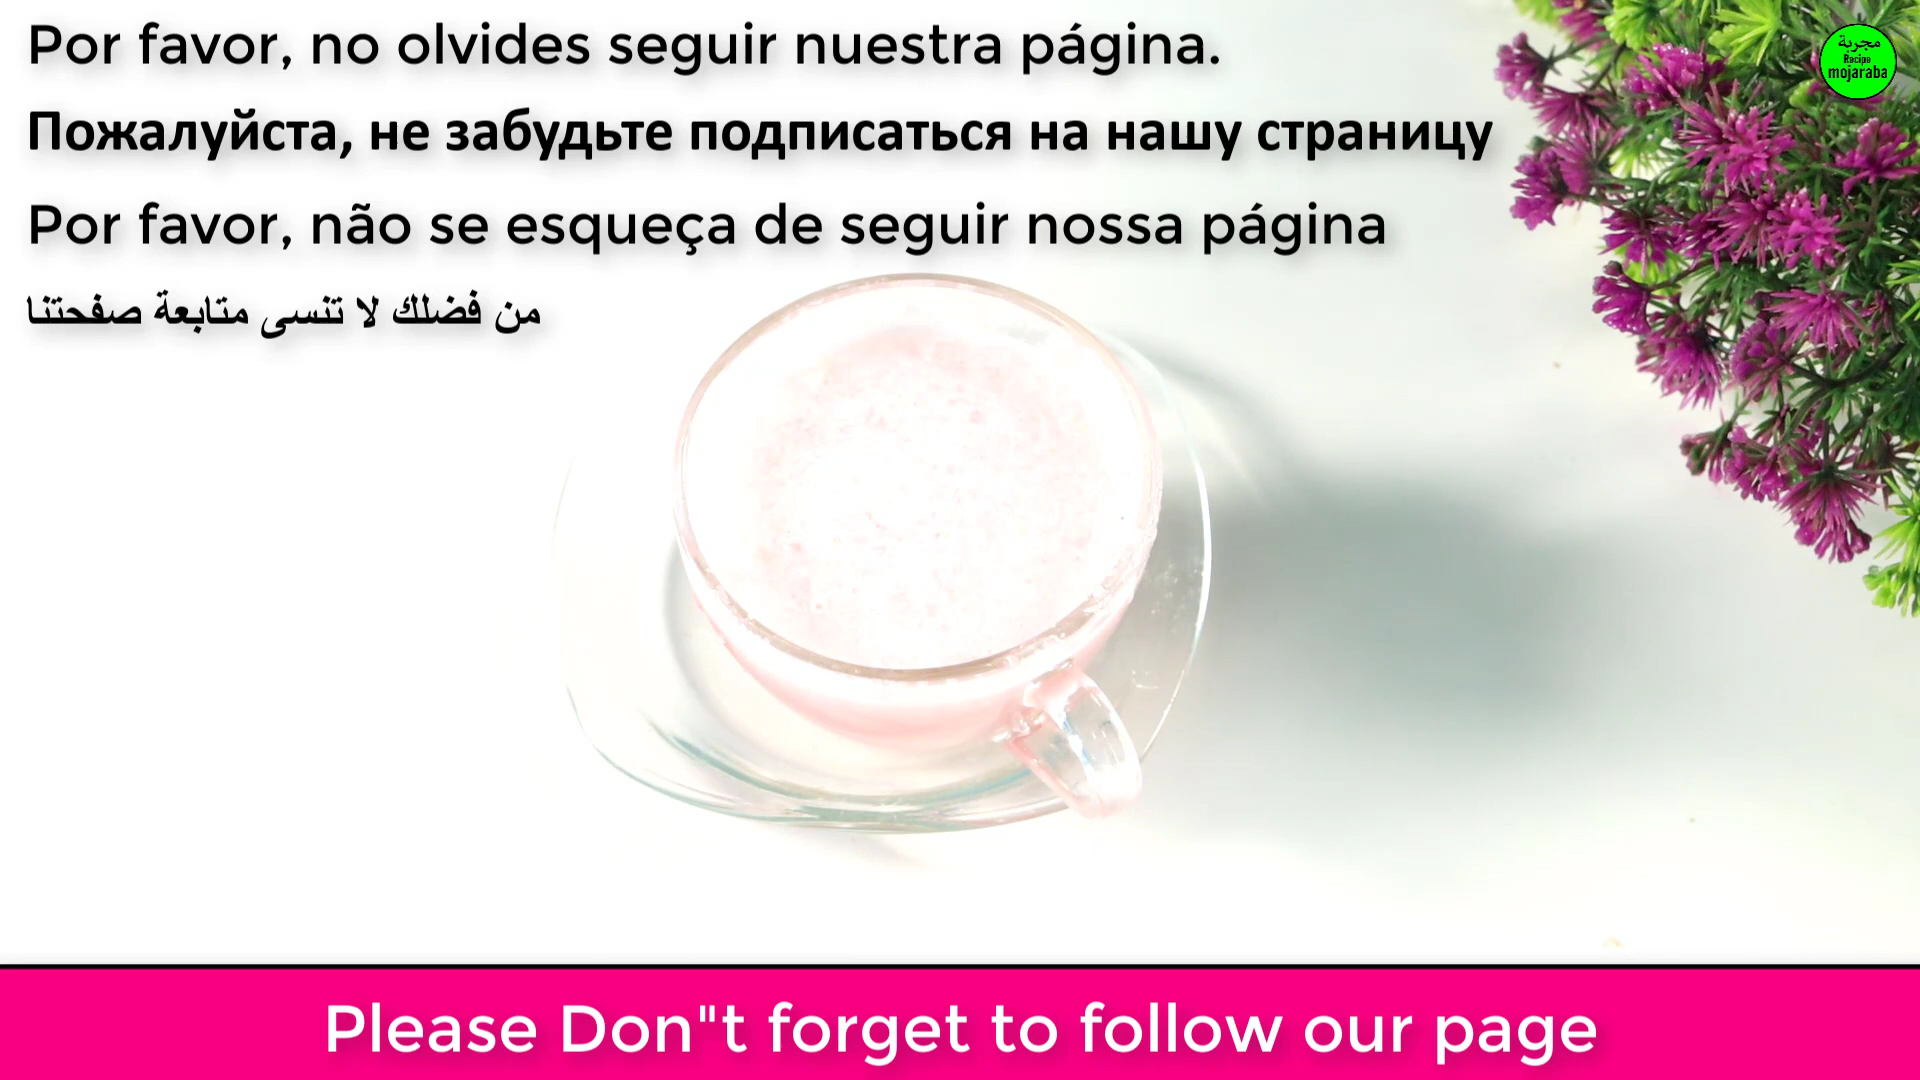 Por favor, no olvides seguir nuestra página.
Пожалуйста, не забудьте подписаться на нашу страницу
Por favor, não se esqueça de seguir nossa página
من فضلك لا تنسى متابعة صفحتنا
مجربة
Recipe
mojaraba
Please Don"t forget to follow our page